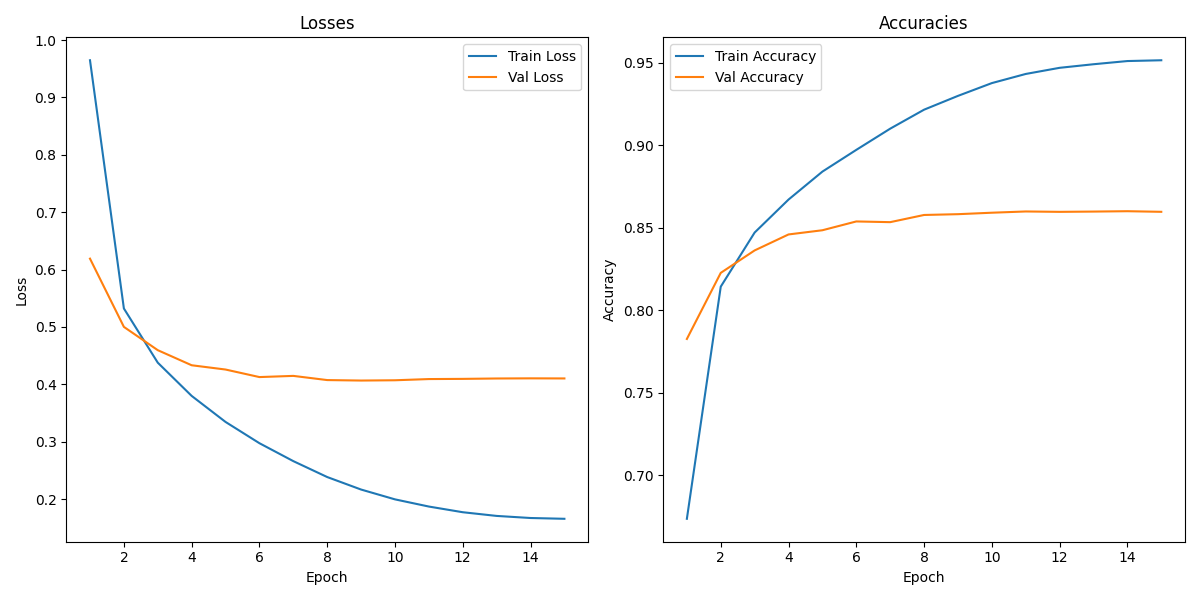 Losses
Train Loss
Val Loss
1.0
0.9
0.8
0.7
0.6
0.5
0.4
0.3
0.2
Loss
2 4 6 8 10 12 14
Epoch
Accuracies
Train Accuracy
Val Accuracy
0.95
0.90
0.85
0.80
0.75
0.70
Accuracy
2 4 6 8 10 12 14
Epoch